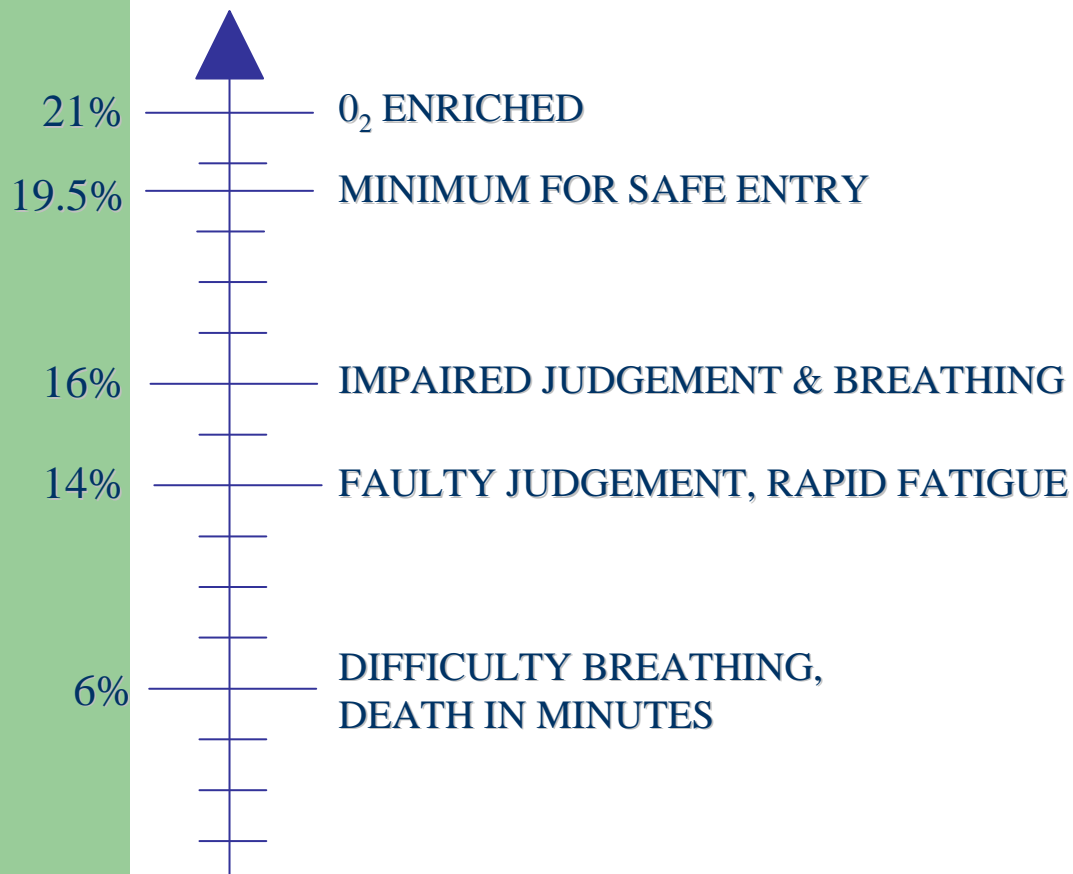 21% 0₂ ENRICHED
19.5% MINIMUM FOR SAFE ENTRY
16% IMPAIRED JUDGEMENT & BREATHING
14% FAULTY JUDGEMENT, RAPID FATIGUE
6% DIFFICULTY BREATHING,
DEATH IN MINUTES